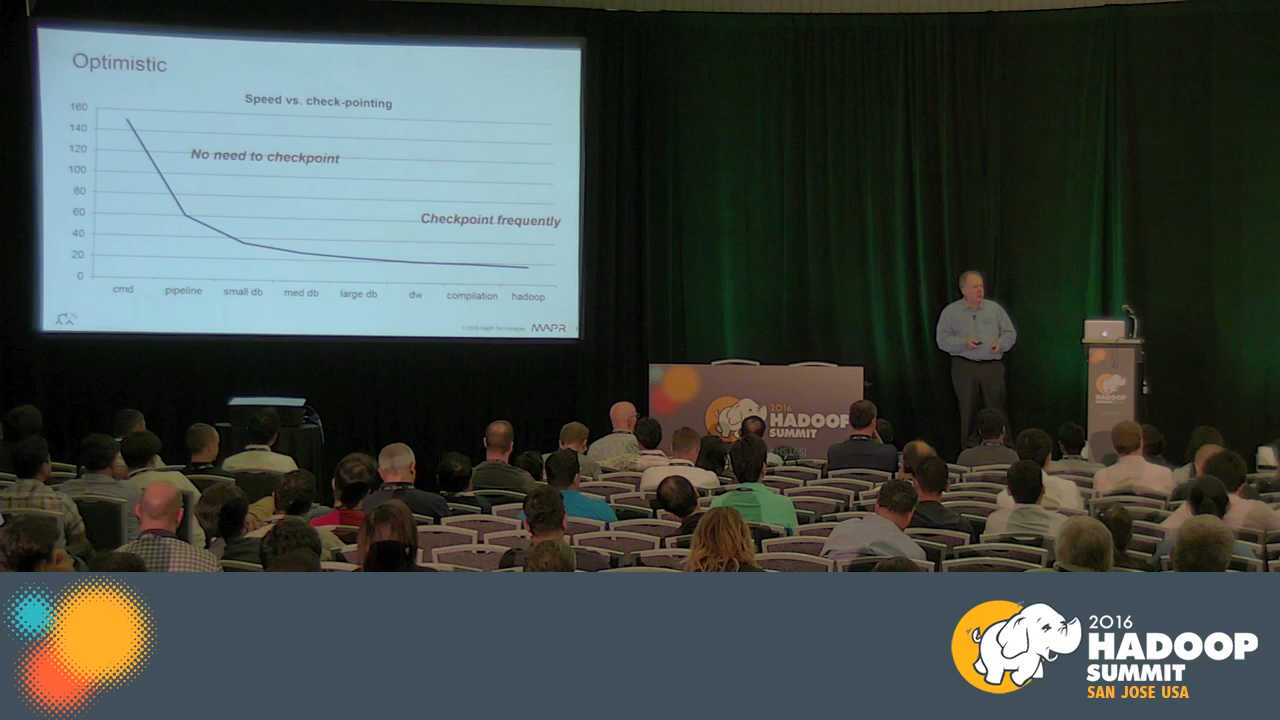 Optimistic
Speed vs. check-pointing
160
140
120
100
80
60
40
20
0
No need to checkpoint
Checkpoint frequently
cmd
pipeline
small db
med db
large db
dw
compilation
hadoop
MAPR
2016
HADOOP
SUMMIT
HADOOP
2016
HADOOP
SUMMIT
SAN JOSE USA